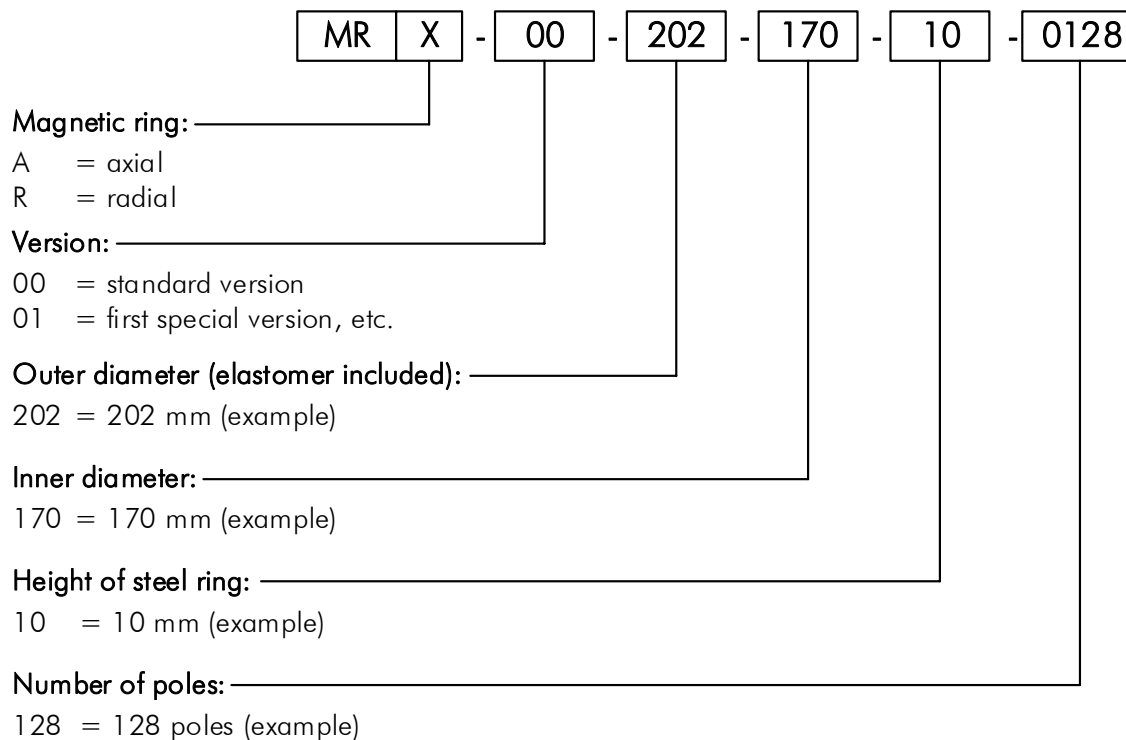 MR X - 00 - 202 - 170 - 10 - 0128
Magnetic ring:
A = axial
R = radial
Version:
00 = standard version
01 = first special version, etc.
Outer diameter (elastomer included):
202 = 202 mm (example)
Inner diameter:
170 = 170 mm (example)
Height of steel ring:
10 = 10 mm (example)
Number of poles:
128 = 128 poles (example)